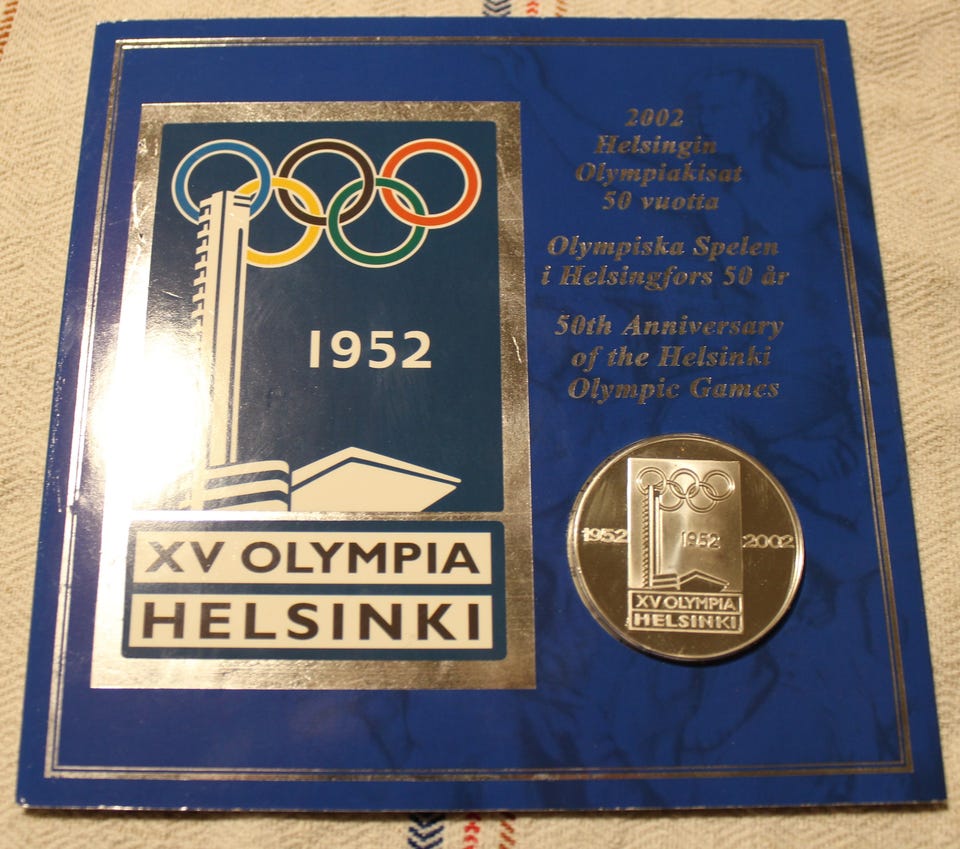 1952
XV OLYMPIA
HELSINKI
2002
Helsingin
Olympiakisat
50 vuotta
Olympiska Spelen
i Helsingfors 50 år
50th Anniversary
of the Helsinki
Olympic Games
1952 1952 2002
XV OLYMPIA
HELSINKI